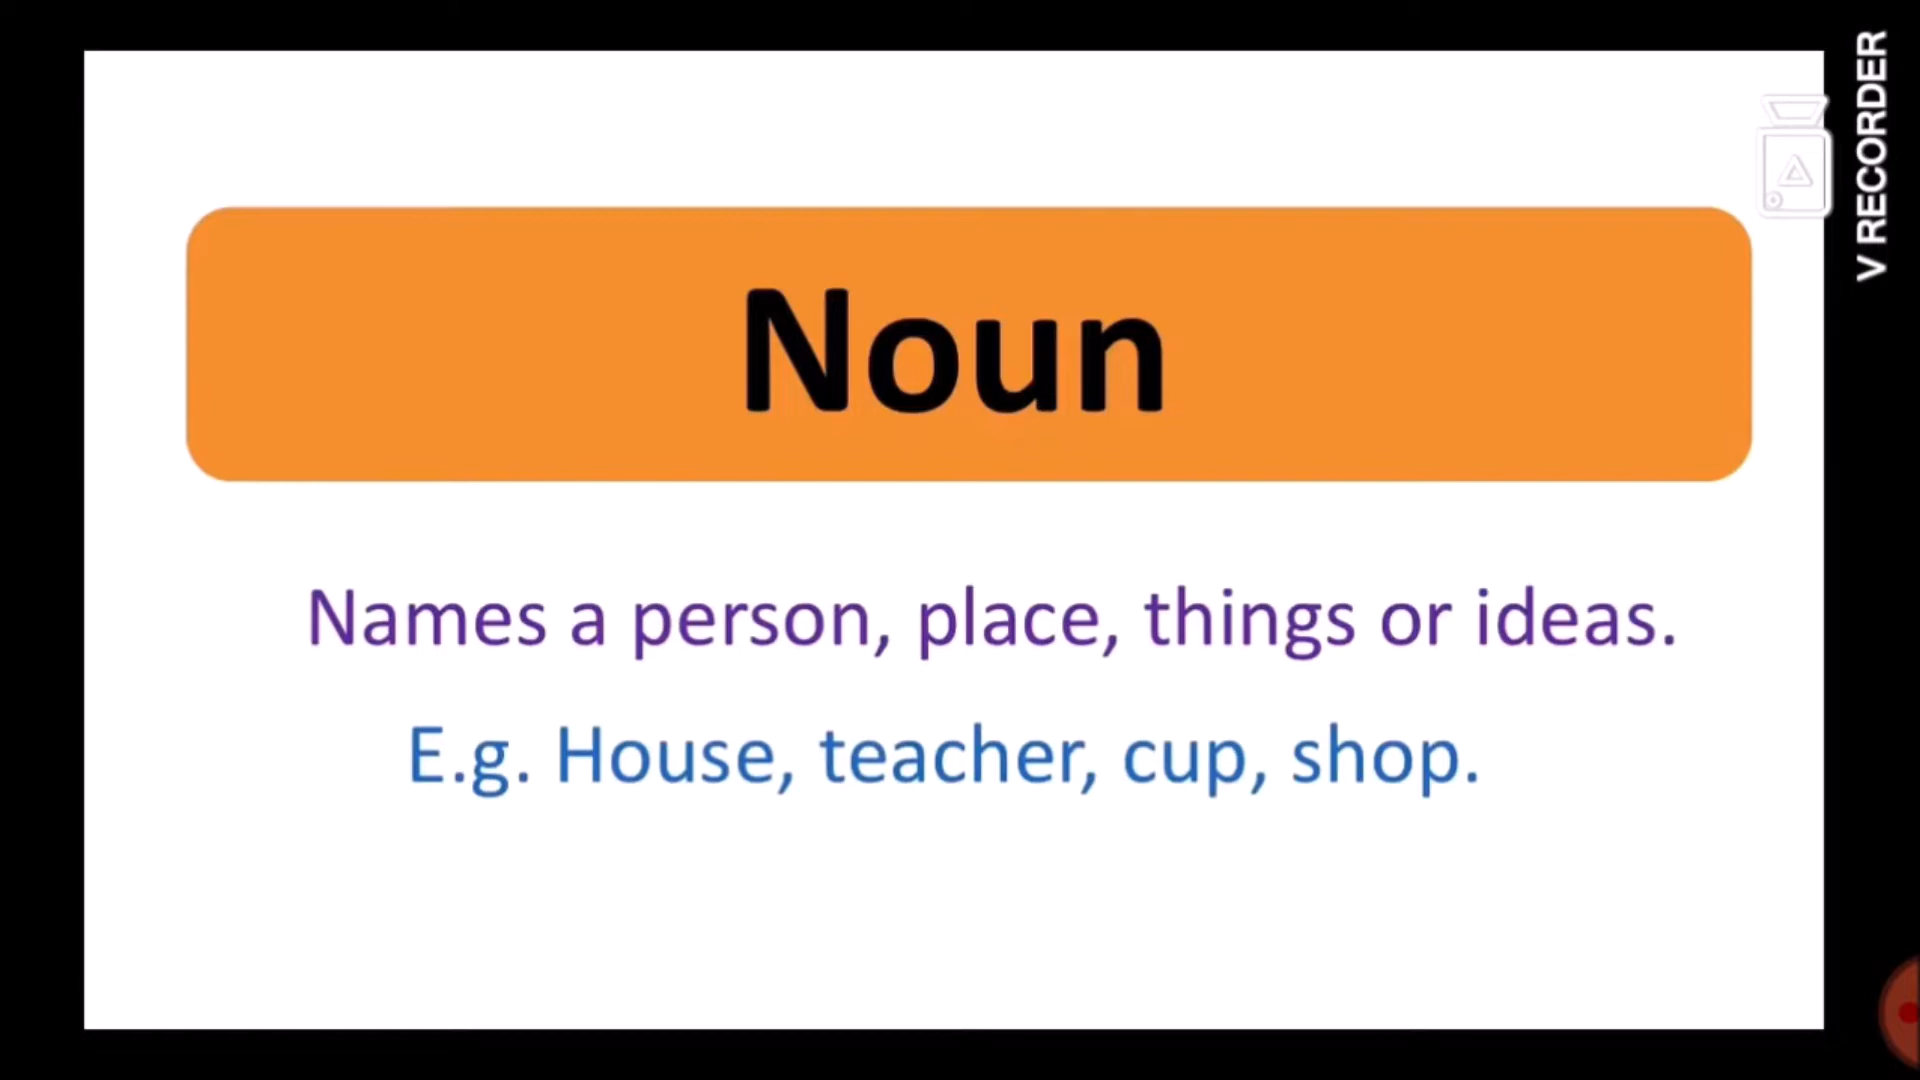 Noun
Names a person, place, things or ideas.
E.g. House, teacher, cup, shop.
V RECORDER